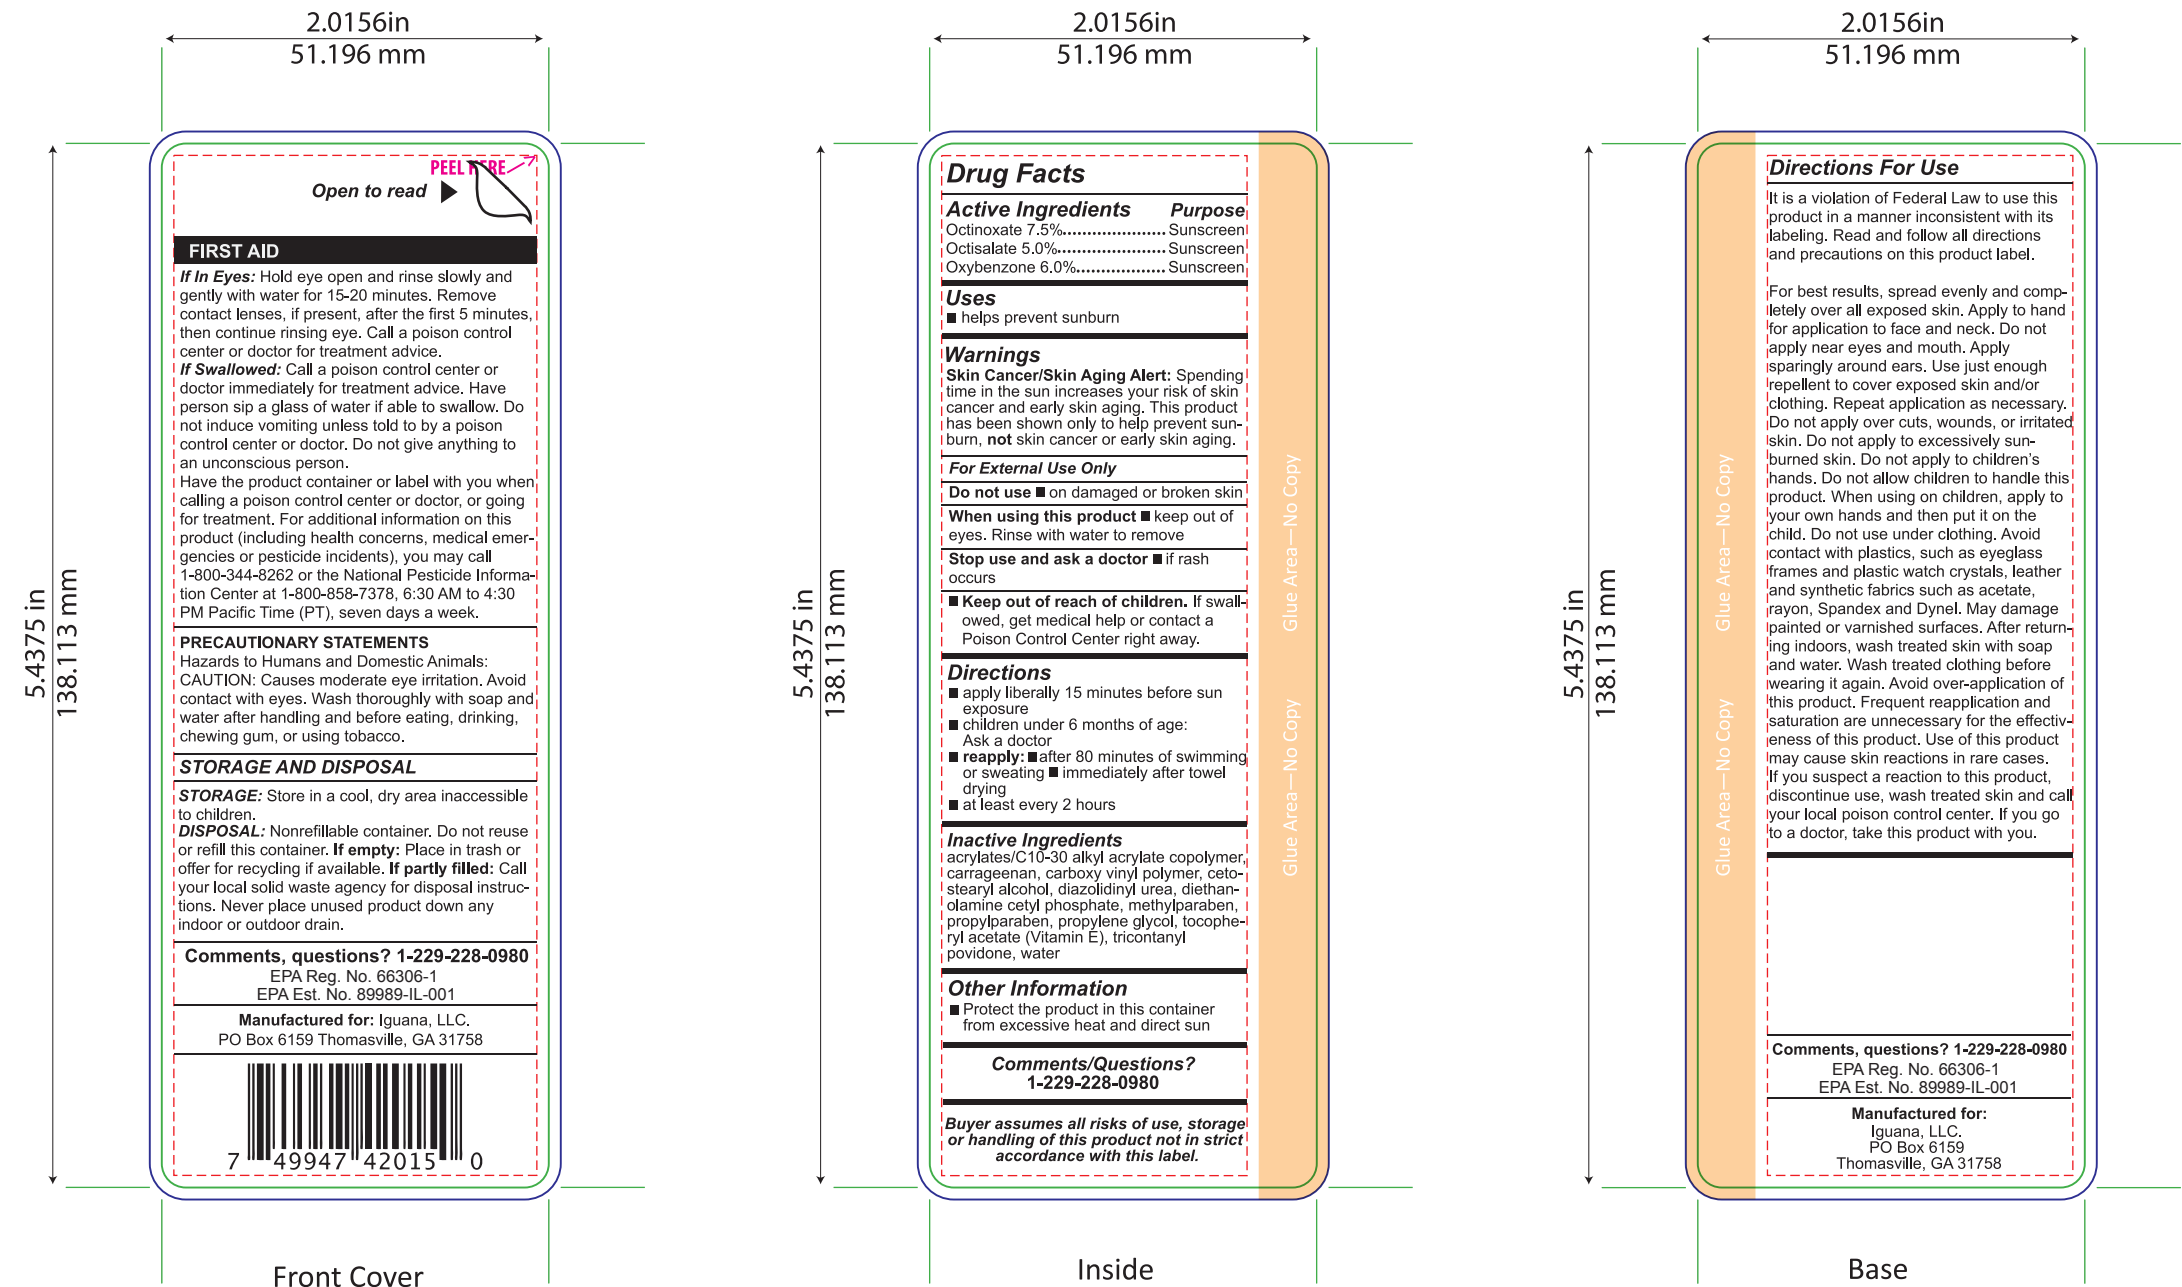 2.0156in
51.196 mm
5.4375 in
138.113 mm
PEEL HERE
Open to read
FIRST AID
If In Eyes: Hold eye open and rinse slowly and
gently with water for 15-20 minutes. Remove
contact lenses, if present, after the first 5 minutes,
then continue rinsing eye. Call a poison control
center or doctor for treatment advice.
If Swallowed: Call a poison control center or
doctor immediately for treatment advice. Have
person sip a glass of water if able to swallow. Do
not induce vomiting unless told to by a poison
control center or doctor. Do not give anything to
an unconscious person.
Have the product container or label with you when
calling a poison control center or doctor, or going
for treatment. For additional information on this
product (including health concerns, medical emer-
gencies or pesticide incidents), you may call
1-800-344-8262 or the National Pesticide Informa-
tion Center at 1-800-858-7378, 6:30 AM to 4:30
PM Pacific Time (PT), seven days a week.
PRECAUTIONARY STATEMENTS
Hazards to Humans and Domestic Animals:
CAUTION: Causes moderate eye irritation. Avoid
contact with eyes. Wash thoroughly with soap and
water after handling and before eating, drinking,
chewing gum, or using tobacco.
STORAGE AND DISPOSAL
STORAGE: Store in a cool, dry area inaccessible
to children.
DISPOSAL: Nonrefillable container. Do not reuse
or refill this container. If empty: Place in trash or
offer for recycling if available. If partly filled: Call
your local solid waste agency for disposal instruc-
tions. Never place unused product down any
indoor or outdoor drain.
Comments, questions? 1-229-228-0980
EPA Reg. No. 66306-1
EPA Est. No. 89989-IL-001
Manufactured for: Iguana, LLC.
PO Box 6159 Thomasville, GA 31758
7 49947 42015 0
Front Cover
2.0156in
51.196 mm
5.4375 in
138.113 mm
Drug Facts
Active Ingredients Purpose
Octinoxate 7.5%..................... Sunscreen
Octisalate 5.0%...................... Sunscreen
Oxybenzone 6.0%.................. Sunscreen
Uses
■ helps prevent sunburn
Warnings
Skin Cancer/Skin Aging Alert: Spending
time in the sun increases your risk of skin
cancer and early skin aging. This product
has been shown only to help prevent sun-
burn, not skin cancer or early skin aging.
For External Use Only
Do not use ■ on damaged or broken skin
When using this product ■ keep out of
eyes. Rinse with water to remove
Stop use and ask a doctor ■ if rash
occurs
■ Keep out of reach of children. If swall-
owed, get medical help or contact a
Poison Control Center right away.
Directions
■ apply liberally 15 minutes before sun
exposure
■ children under 6 months of age:
Ask a doctor
■ reapply: ■ after 80 minutes of swimming
or sweating ■ immediately after towel
drying
■ at least every 2 hours
Inactive Ingredients
acrylates/C10-30 alkyl acrylate copolymer,
carrageenan, carboxy vinyl polymer, ceto-
stearyl alcohol, diazolidinyl urea, diethan-
olamine cetyl phosphate, methylparaben,
propylparaben, propylene glycol, tocophe-
ryl acetate (Vitamin E), tricontanyl
povidone, water
Other Information
■ Protect the product in this container
from excessive heat and direct sun
Comments/Questions?
1-229-228-0980
Buyer assumes all risks of use, storage
or handling of this product not in strict
accordance with this label.
Glue Area—No Copy
Glue Area—No Copy
Inside
2.0156in
51.196 mm
5.4375 in
138.113 mm
Glue Area—No Copy
Glue Area—No Copy
Directions For Use
It is a violation of Federal Law to use this
product in a manner inconsistent with its
labeling. Read and follow all directions
and precautions on this product label.
For best results, spread evenly and comp-
letely over all exposed skin. Apply to hand
for application to face and neck. Do not
apply near eyes and mouth. Apply
sparingly around ears. Use just enough
repellent to cover exposed skin and/or
clothing. Repeat application as necessary.
Do not apply over cuts, wounds, or irritated
skin. Do not apply to excessively sun-
burned skin. Do not apply to children's
hands. Do not allow children to handle this
product. When using on children, apply to
your own hands and then put it on the
child. Do not use under clothing. Avoid
contact with plastics, such as eyeglass
frames and plastic watch crystals, leather
and synthetic fabrics such as acetate,
rayon, Spandex and Dynel. May damage
painted or varnished surfaces. After return-
ing indoors, wash treated skin with soap
and water. Wash treated clothing before
wearing it again. Avoid over-application of
this product. Frequent reapplication and
saturation are unnecessary for the effectiv-
eness of this product. Use of this product
may cause skin reactions in rare cases.
If you suspect a reaction to this product,
discontinue use, wash treated skin and call
your local poison control center. If you go
to a doctor, take this product with you.
Comments, questions? 1-229-228-0980
EPA Reg. No. 66306-1
EPA Est. No. 89989-IL-001
Manufactured for:
Iguana, LLC.
PO Box 6159
Thomasville, GA 31758
Base